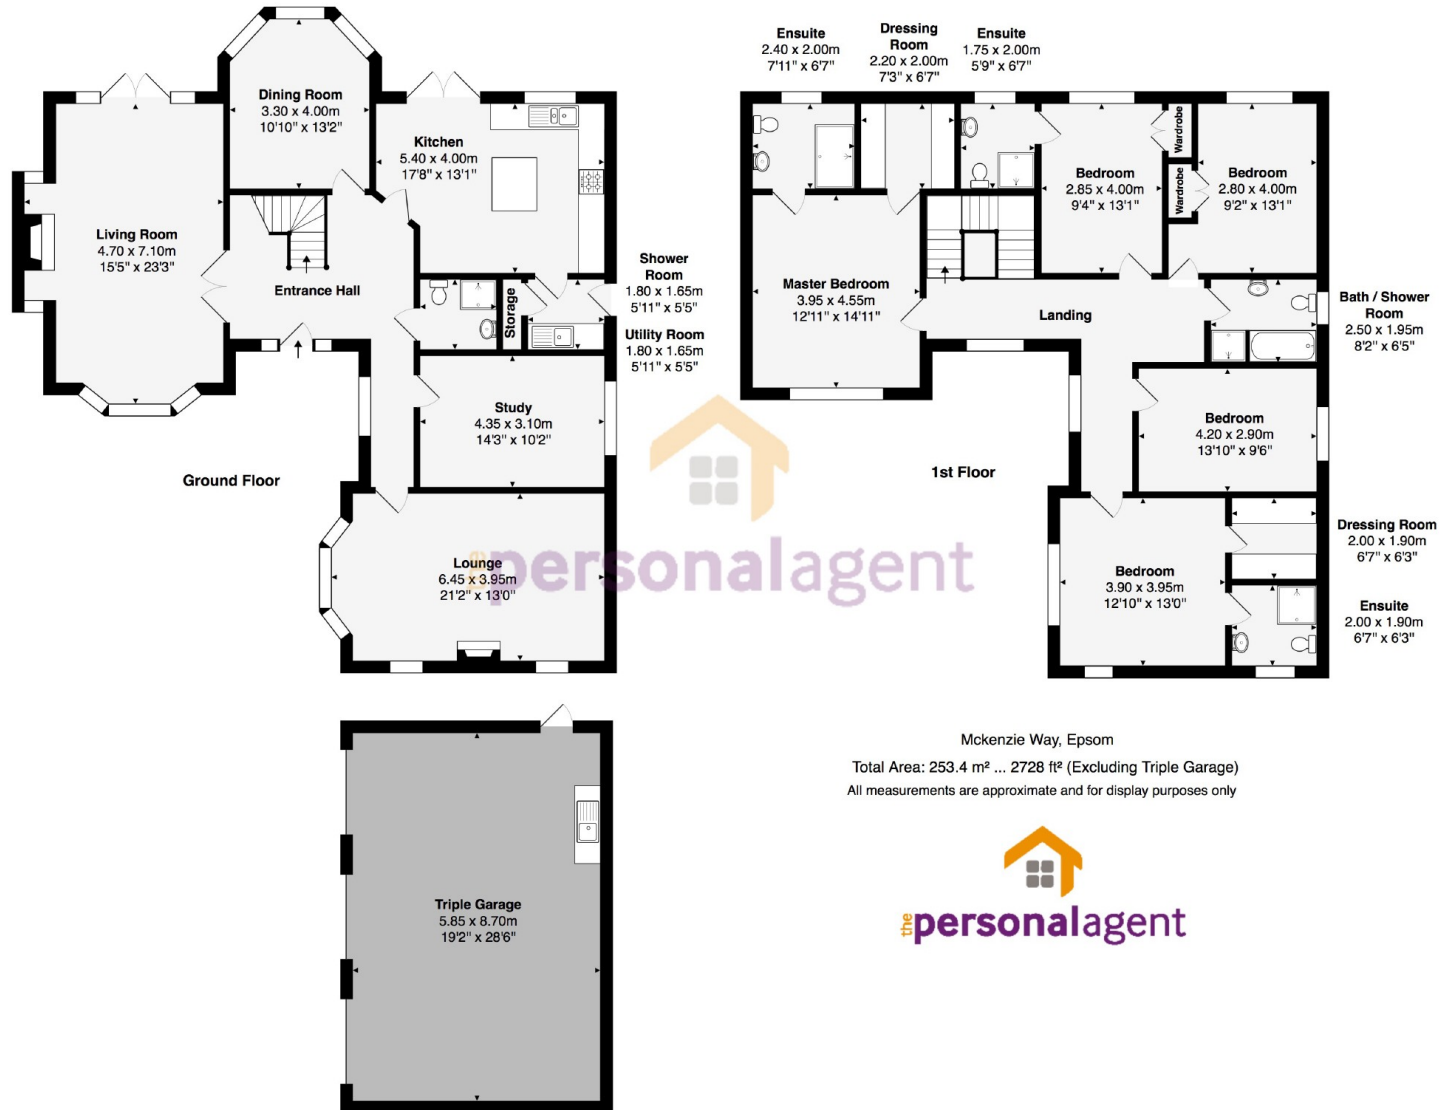 Dining Room
3.30 x 4.00m
10'10" x 13'2"
Kitchen
5.40 x 4.00m
17'8" x 13'1"
Living Room
4.70 x 7.10m
15'5" x 23'3"
Entrance Hall
Storage
Shower
Room
1.80 x 1.65m
5'11" x 5'5"
Utility Room
1.80 x 1.65m
5'11" x 5'5"
Study
4.35 x 3.10m
14'3" x 10'2"
Ground Floor
Lounge
6.45 x 3.95m
21'2" x 13'0"
Triple Garage
5.85 x 8.70m
19'2" x 28'6"
Ensuite
2.40 x 2.00m
7'11" x 6'7"
Dressing
Room
2.20 x 2.00m
7'3" x 6'7"
Ensuite
1.75 x 2.00m
5'9" x 6'7"
Bedroom
2.85 x 4.00m
9'4" x 13'1"
Wardrobe
Wardrobe
Bedroom
2.80 x 4.00m
9'2" x 13'1"
Master Bedroom
3.95 x 4.55m
12'11" x 14'11"
Landing
Bath / Shower
Room
2.50 x 1.95m
8'2" x 6'5"
Bedroom
4.20 x 2.90m
13'10" x 9'6"
1st Floor
Bedroom
3.90 x 3.95m
12'10" x 13'0"
Dressing Room
2.00 x 1.90m
6'7" x 6'3"
Ensuite
2.00 x 1.90m
6'7" x 6'3"
the personalagent
Mckenzie Way, Epsom
Total Area: 253.4 m² ... 2728 ft² (Excluding Triple Garage)
All measurements are approximate and for display purposes only
the personalagent